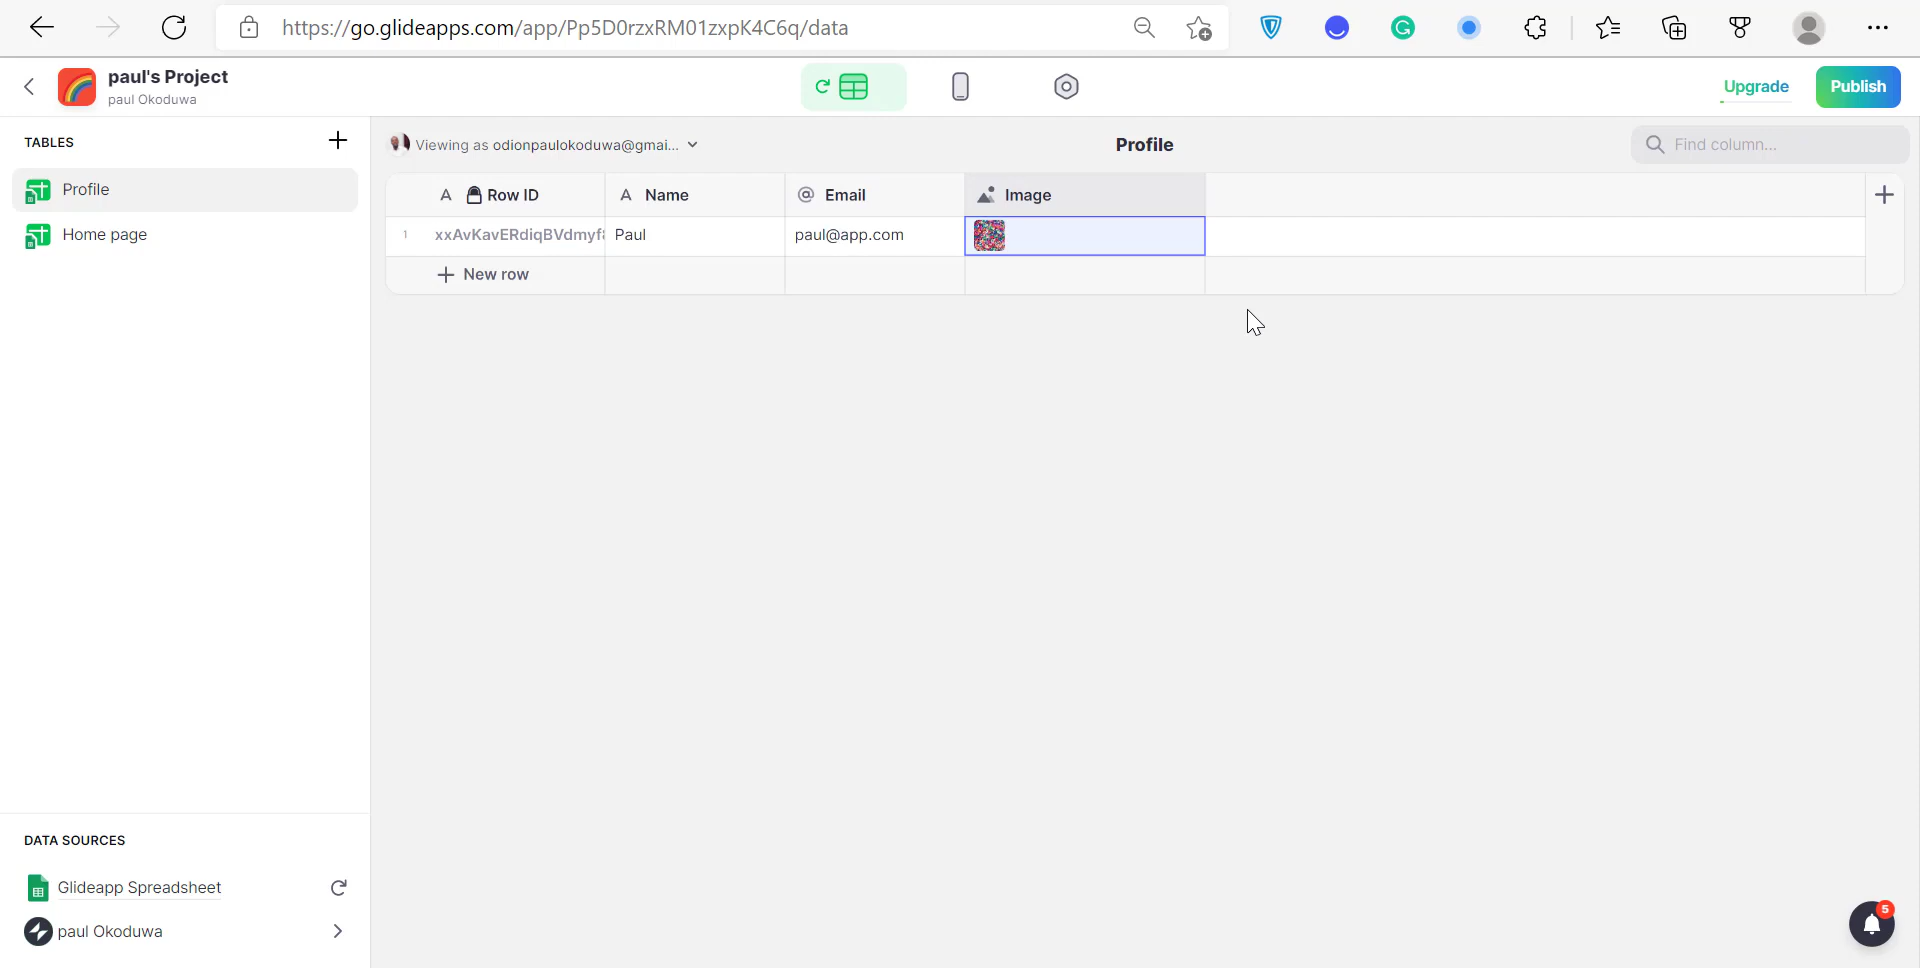 https://go.glideapps.com/app/Pp5D0rzxRM01zxpK4C6q/data
paul's Project
paul Okoduwa
Upgrade
Publish
TABLES
Profile
Home page
Viewing as odionpaulokoduwa@gmai...
Profile
Find column...
Row ID
Name
Email
Image
1
xxAvKavERdiqBVdmyf
Paul
paul@app.com
New row
DATA SOURCES
Glideapp Spreadsheet
paul Okoduwa
5